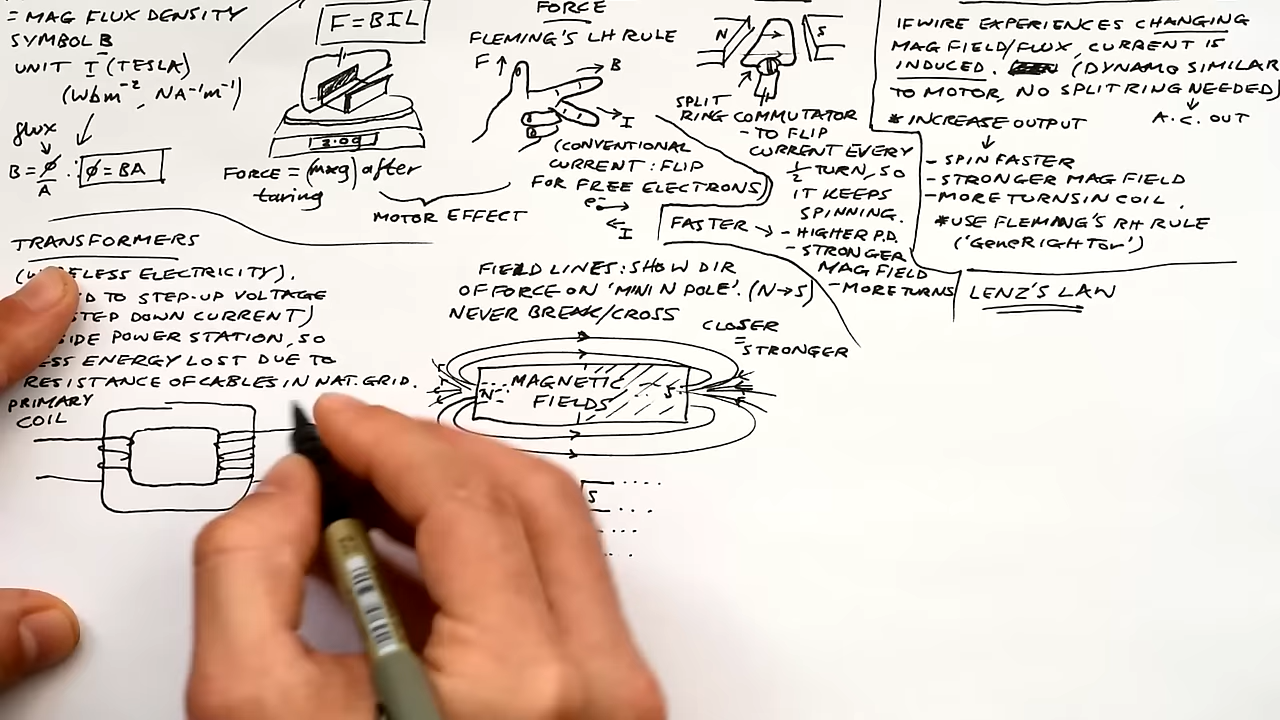 = MAG FLUX DENSITY
SYMBOL B
UNIT T (TESLA)
(Wbm⁻², NA⁻¹m⁻¹)
flux
B = φ/A ∴ φ = BA
F = BIL
3.00g
FORCE = (mxg) after
taring
MOTOR EFFECT
FORCE
FLEMING'S LH RULE
F
B
I
(CONVENTIONAL
CURRENT : FLIP
FOR FREE ELECTRONS)
e⁻
I
N
S
SPLIT
RING COMMUTATOR
- TO FLIP
CURRENT EVERY
½ TURN, SO
IT KEEPS
SPINNING.
FASTER → - HIGHER P.D.
- STRONGER
MAG FIELD
- MORE TURNS
IF WIRE EXPERIENCES CHANGING
MAG FIELD/FLUX, CURRENT IS
INDUCED. (DYNAMO SIMILAR
TO MOTOR, NO SPLIT RING NEEDED)
A.C. OUT
* INCREASE OUTPUT
- SPIN FASTER
- STRONGER MAG FIELD
- MORE TURNS IN COIL.
* USE FLEMING'S RH RULE
('GeneRIGHTor')
LENZ'S LAW
TRANSFORMERS
(WIRELESS ELECTRICITY).
TO STEP-UP VOLTAGE
STEP DOWN CURRENT)
POWER STATION, SO
ENERGY LOST DUE TO
RESISTANCE OF CABLES IN NAT. GRID.
PRIMARY
COIL
FIELD LINES : SHOW DIR
OF FORCE ON 'MINI N POLE'. (N→S)
NEVER BREAK/CROSS
CLOSER
=
STRONGER
N
MAGNETIC
FIELDS
S
S